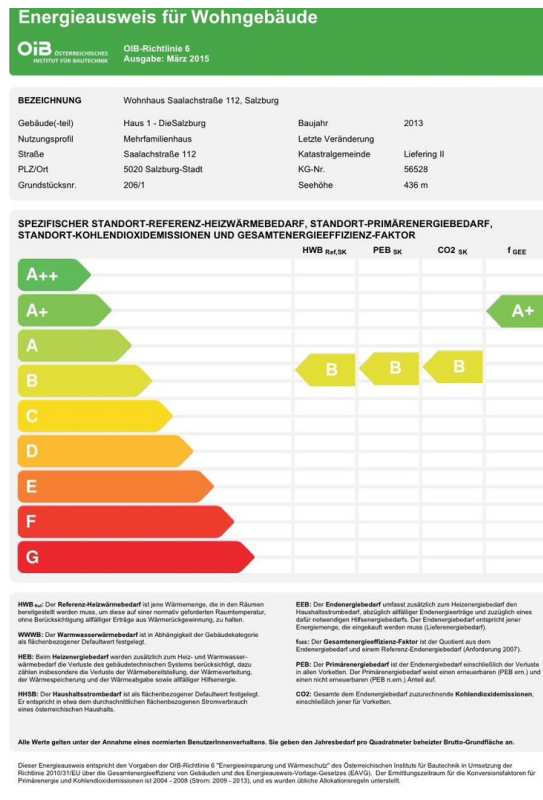 Energieausweis für Wohngebäude
OiB ÖSTERREICHISCHES
INSTITUT FÜR BAUTECHNIK
OIB-Richtlinie 6
Ausgabe: März 2015
BEZEICHNUNG Wohnhaus Saalachstraße 112, Salzburg
Gebäude(-teil) Haus 1 - DieSalzburg Baujahr 2013
Nutzungsprofil Mehrfamilienhaus Letzte Veränderung
Straße Saalachstraße 112 Katastralgemeinde Liefering II
PLZ/Ort 5020 Salzburg-Stadt KG-Nr. 56528
Grundstücksnr. 206/1 Seehöhe 436 m
SPEZIFISCHER STANDORT-REFERENZ-HEIZWÄRMEBEDARF, STANDORT-PRIMÄRENERGIEBEDARF,
STANDORT-KOHLENDIOXIDEMISSIONEN UND GESAMTENERGIEEFFIZIENZ-FAKTOR
HWB Ref,SK PEB SK CO2 SK f GEE
A++
A+ A+
A
B B B B
C
D
E
F
G
HWB Ref: Der Referenz-Heizwärmebedarf ist jene Wärmemenge, die in den Räumen
bereitgestellt werden muss, um diese auf einer normativ geforderten Raumtemperatur,
ohne Berücksichtigung allfälliger Erträge aus Wärmerückgewinnung, zu halten.
WWWB: Der Warmwasserwärmebedarf ist in Abhängigkeit der Gebäudekategorie
als flächenbezogener Defaultwert festgelegt.
HEB: Beim Heizenergiebedarf werden zusätzlich zum Heiz- und Warmwasser-
wärmebedarf die Verluste des gebäudetechnischen Systems berücksichtigt, dazu
zählen insbesondere die Verluste der Wärmebereitstellung, der Wärmeverteilung,
der Wärmespeicherung und der Wärmeabgabe sowie allfälliger Hilfsenergie.
HHSB: Der Haushaltsstrombedarf ist als flächenbezogener Defaultwert festgelegt.
Er entspricht in etwa dem durchschnittlichen flächenbezogenen Stromverbrauch
eines österreichischen Haushalts.
EEB: Der Endenergiebedarf umfasst zusätzlich zum Heizenergiebedarf den
Haushaltsstrombedarf, abzüglich allfälliger Endenergieerträge und zuzüglich eines
dafür notwendigen Hilfsenergiebedarfs. Der Endenergiebedarf entspricht jener
Energiemenge, die eingekauft werden muss (Lieferenergiebedarf).
fGEE: Der Gesamtenergieeffizienz-Faktor ist der Quotient aus dem
Endenergiebedarf und einem Referenz-Endenergiebedarf (Anforderung 2007).
PEB: Der Primärenergiebedarf ist der Endenergiebedarf einschließlich der Verluste
in allen Vorketten. Der Primärenergiebedarf weist einen erneuerbaren (PEB ern.) und
einen nicht erneuerbaren (PEB n.ern.) Anteil auf.
CO2: Gesamte dem Endenergiebedarf zuzurechnende Kohlendioxidemissionen,
einschließlich jener für Vorketten.
Alle Werte gelten unter der Annahme eines normierten BenutzerInnenverhaltens. Sie geben den Jahresbedarf pro Quadratmeter beheizter Brutto-Grundfläche an.
Dieser Energieausweis entspricht den Vorgaben der OIB-Richtlinie 6 "Energieeinsparung und Wärmeschutz" des Österreichischen Instituts für Bautechnik in Umsetzung der
Richtlinie 2010/31/EU über die Gesamtenergieeffizienz von Gebäuden und des Energieausweis-Vorlage-Gesetzes (EAVG). Der Ermittlungszeitraum für die Konversionsfaktoren für
Primärenergie und Kohlendioxidemissionen ist 2004 - 2008 (Strom: 2009 - 2013), und es wurden übliche Allokationsregeln unterstellt.